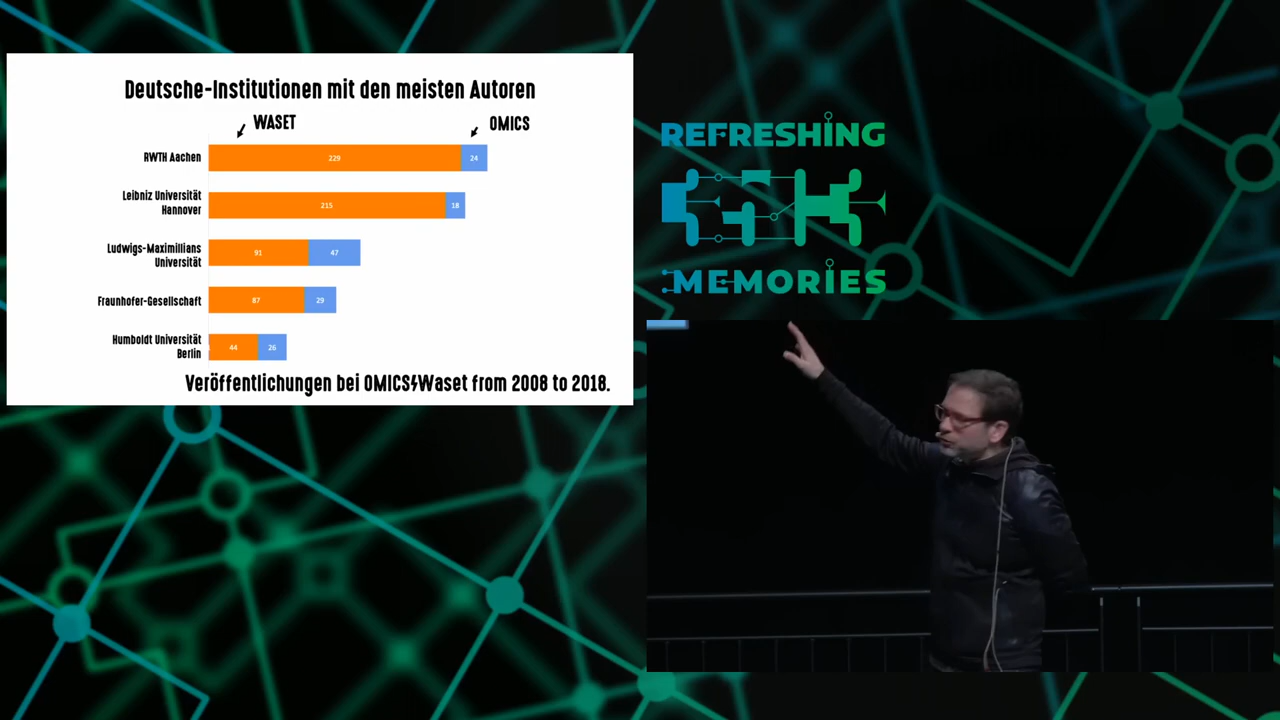 Deutsche-Institutionen mit den meisten Autoren
WASET
OMICS
RWTH Aachen
229
24
Leibniz Universität
Hannover
215
18
Ludwigs-Maximillians
Universität
91
47
Fraunhofer-Gesellschaft
87
29
Humboldt Universität
Berlin
44
26
Veröffentlichungen bei OMICS⚡Waset from 2008 to 2018.
REFRESHING
MEMORIES